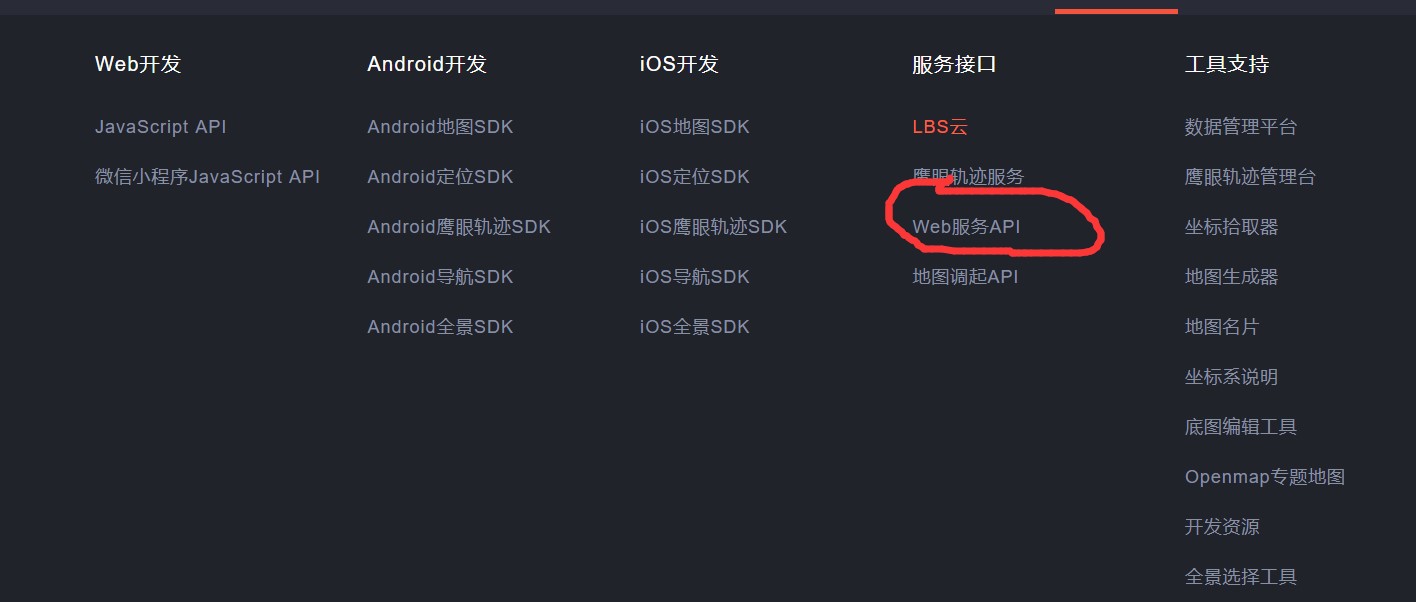 Web开发
JavaScript API
微信小程序JavaScript API
Android开发
Android地图SDK
Android定位SDK
Android鹰眼轨迹SDK
Android导航SDK
Android全景SDK
iOS开发
iOS地图SDK
iOS定位SDK
iOS鹰眼轨迹SDK
iOS导航SDK
iOS全景SDK
服务接口
LBS云
鹰眼轨迹服务
Web服务API
地图调起API
工具支持
数据管理平台
鹰眼轨迹管理台
坐标拾取器
地图生成器
地图名片
坐标系说明
底图编辑工具
Openmap专题地图
开发资源
全景选择工具